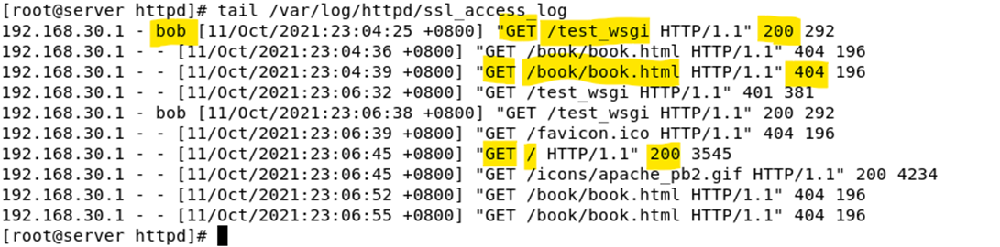 [root@server httpd]# tail /var/log/httpd/ssl_access_log
192.168.30.1 - bob [11/Oct/2021:23:04:25 +0800] "GET /test_wsgi HTTP/1.1" 200 292
192.168.30.1 - - [11/Oct/2021:23:04:36 +0800] "GET /book/book.html HTTP/1.1" 404 196
192.168.30.1 - - [11/Oct/2021:23:04:39 +0800] "GET /book/book.html HTTP/1.1" 404 196
192.168.30.1 - - [11/Oct/2021:23:06:32 +0800] "GET /test_wsgi HTTP/1.1" 401 381
192.168.30.1 - bob [11/Oct/2021:23:06:38 +0800] "GET /test_wsgi HTTP/1.1" 200 292
192.168.30.1 - - [11/Oct/2021:23:06:39 +0800] "GET /favicon.ico HTTP/1.1" 404 196
192.168.30.1 - - [11/Oct/2021:23:06:45 +0800] "GET / HTTP/1.1" 200 3545
192.168.30.1 - - [11/Oct/2021:23:06:45 +0800] "GET /icons/apache_pb2.gif HTTP/1.1" 200 4234
192.168.30.1 - - [11/Oct/2021:23:06:52 +0800] "GET /book/book.html HTTP/1.1" 404 196
192.168.30.1 - - [11/Oct/2021:23:06:55 +0800] "GET /book/book.html HTTP/1.1" 404 196
[root@server httpd]#